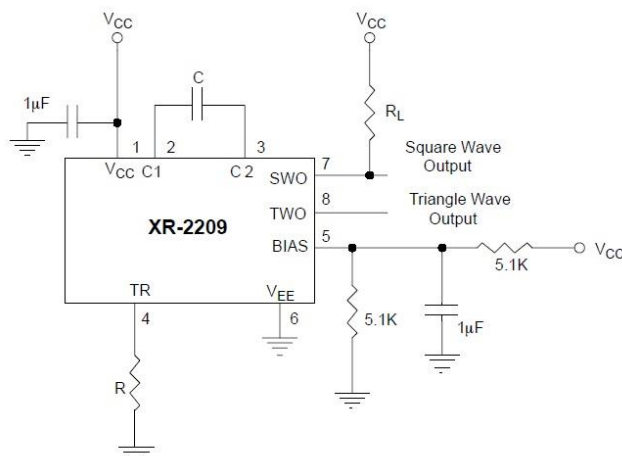 VCC
VCC
C
1μF
RL
1
2
3
VCC
C1
C2
7
Square Wave
Output
SWO
8
Triangle Wave
Output
TWO
XR-2209
5
BIAS
VCC
5.1K
TR
VEE
4
6
5.1K
1μF
R